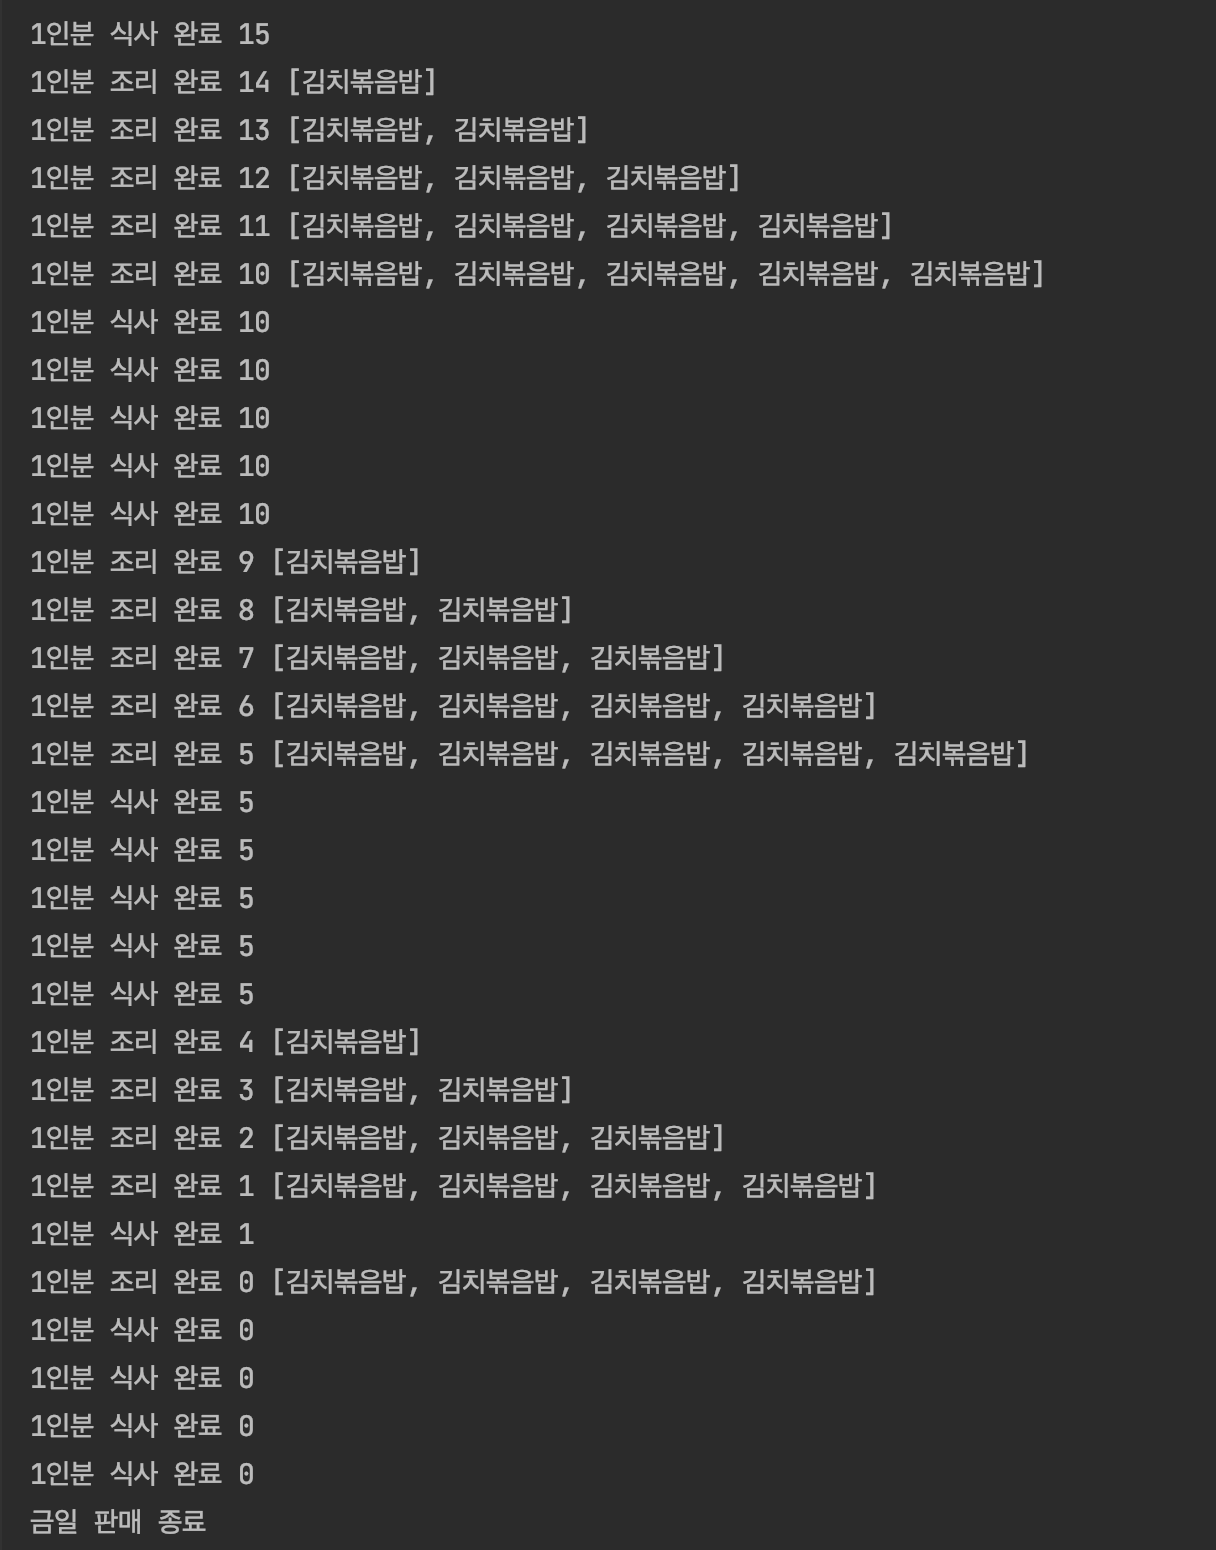 1인분 식사 완료 15
1인분 조리 완료 14 [김치볶음밥]
1인분 조리 완료 13 [김치볶음밥, 김치볶음밥]
1인분 조리 완료 12 [김치볶음밥, 김치볶음밥, 김치볶음밥]
1인분 조리 완료 11 [김치볶음밥, 김치볶음밥, 김치볶음밥, 김치볶음밥]
1인분 조리 완료 10 [김치볶음밥, 김치볶음밥, 김치볶음밥, 김치볶음밥, 김치볶음밥]
1인분 식사 완료 10
1인분 식사 완료 10
1인분 식사 완료 10
1인분 식사 완료 10
1인분 식사 완료 10
1인분 조리 완료 9 [김치볶음밥]
1인분 조리 완료 8 [김치볶음밥, 김치볶음밥]
1인분 조리 완료 7 [김치볶음밥, 김치볶음밥, 김치볶음밥]
1인분 조리 완료 6 [김치볶음밥, 김치볶음밥, 김치볶음밥, 김치볶음밥]
1인분 조리 완료 5 [김치볶음밥, 김치볶음밥, 김치볶음밥, 김치볶음밥, 김치볶음밥]
1인분 식사 완료 5
1인분 식사 완료 5
1인분 식사 완료 5
1인분 식사 완료 5
1인분 식사 완료 5
1인분 조리 완료 4 [김치볶음밥]
1인분 조리 완료 3 [김치볶음밥, 김치볶음밥]
1인분 조리 완료 2 [김치볶음밥, 김치볶음밥, 김치볶음밥]
1인분 조리 완료 1 [김치볶음밥, 김치볶음밥, 김치볶음밥, 김치볶음밥]
1인분 식사 완료 1
1인분 조리 완료 0 [김치볶음밥, 김치볶음밥, 김치볶음밥, 김치볶음밥]
1인분 식사 완료 0
1인분 식사 완료 0
1인분 식사 완료 0
1인분 식사 완료 0
금일 판매 종료